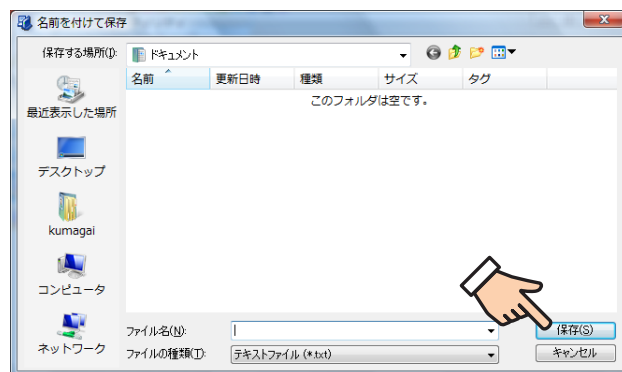 名前を付けて保存
保存する場所(I):
ドキュメント
名前
更新日時
種類
サイズ
タグ
このフォルダは空です。
最近表示した場所
デスクトップ
kumagai
コンピュータ
ネットワーク
ファイル名(N):
保存(S)
ファイルの種類(T):
テキストファイル (*.txt)
キャンセル